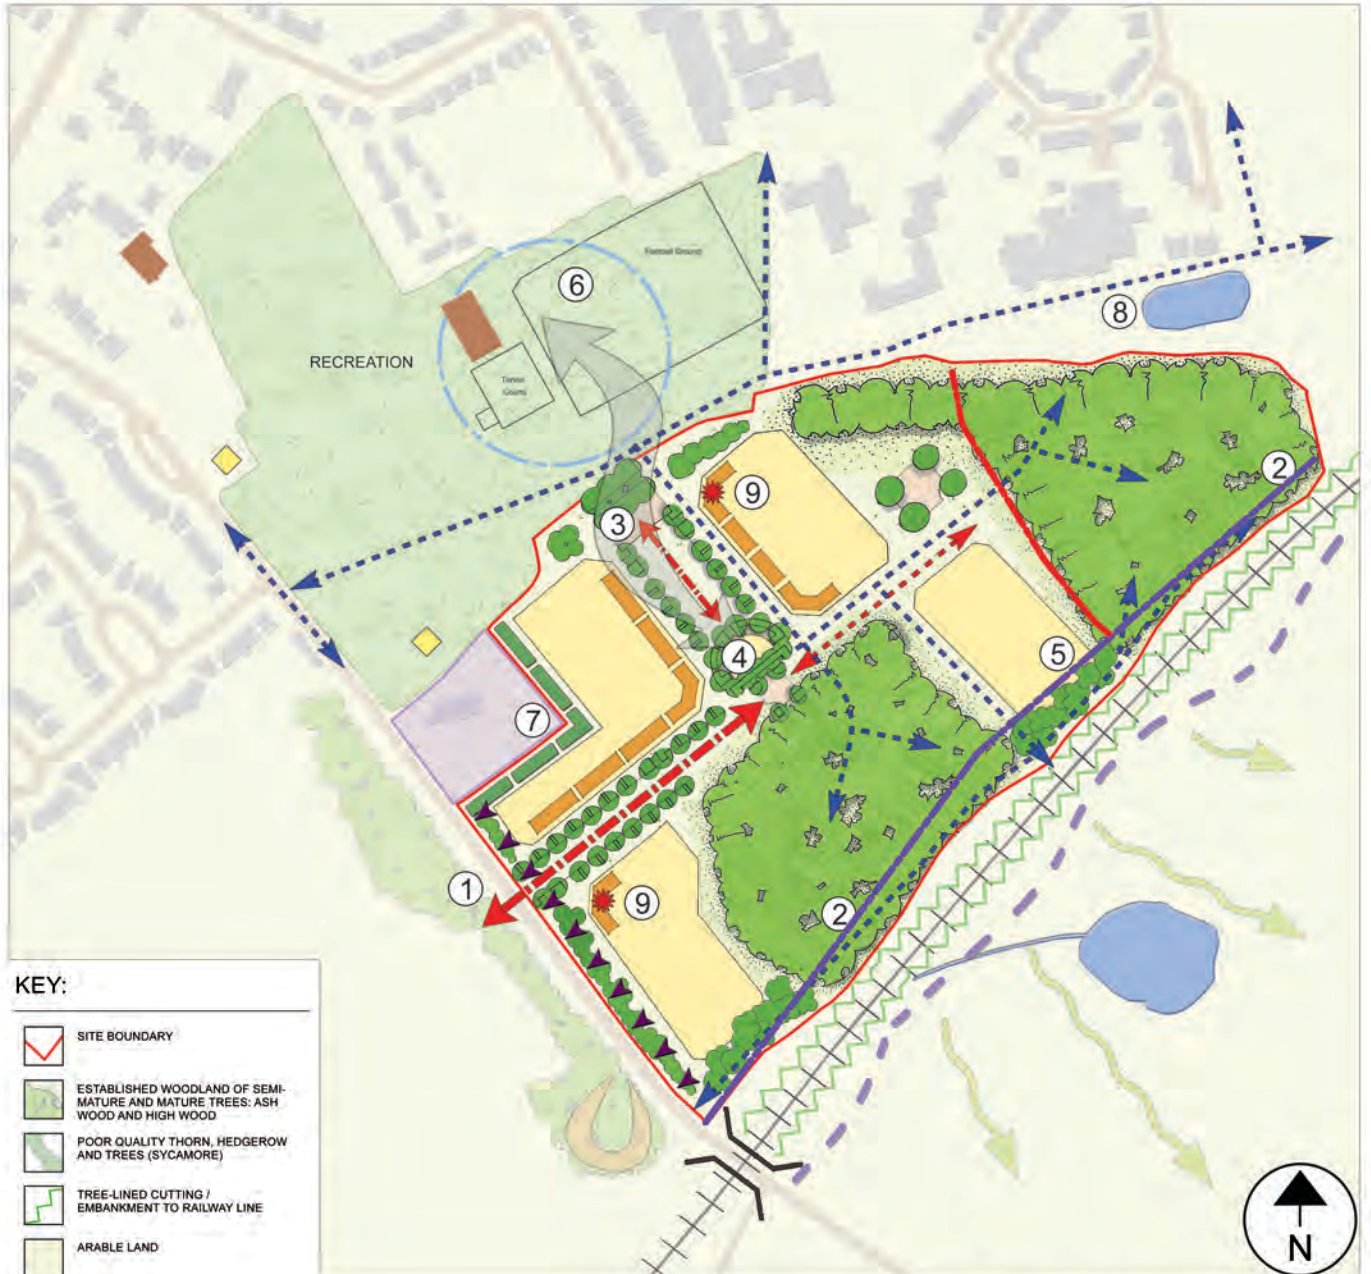 6
Football Ground
8
RECREATION
Tennis
Courts
2
9
3
4
5
7
1
9
2
KEY:
SITE BOUNDARY
ESTABLISHED WOODLAND OF SEMI-
MATURE AND MATURE TREES: ASH
WOOD AND HIGH WOOD
POOR QUALITY THORN, HEDGEROW
AND TREES (SYCAMORE)
TREE-LINED CUTTING /
EMBANKMENT TO RAILWAY LINE
ARABLE LAND
N